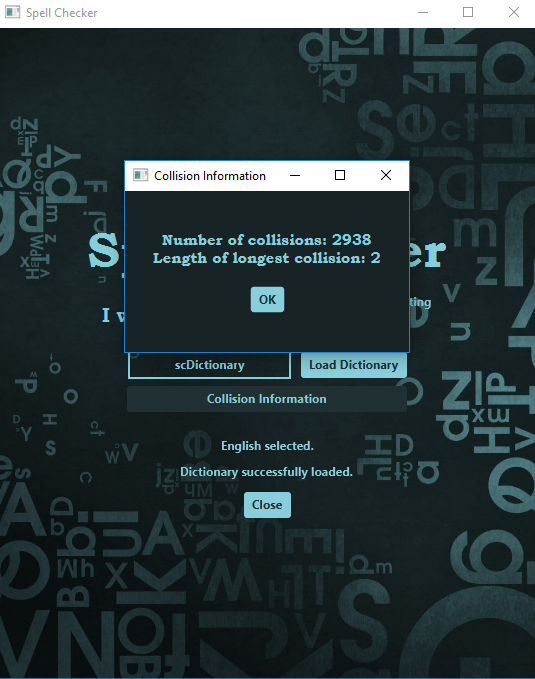 Spell Checker
Collision Information
Number of collisions: 2938
Length of longest collision: 2
OK
scDictionary
Load Dictionary
Collision Information
English selected.
Dictionary successfully loaded.
Close